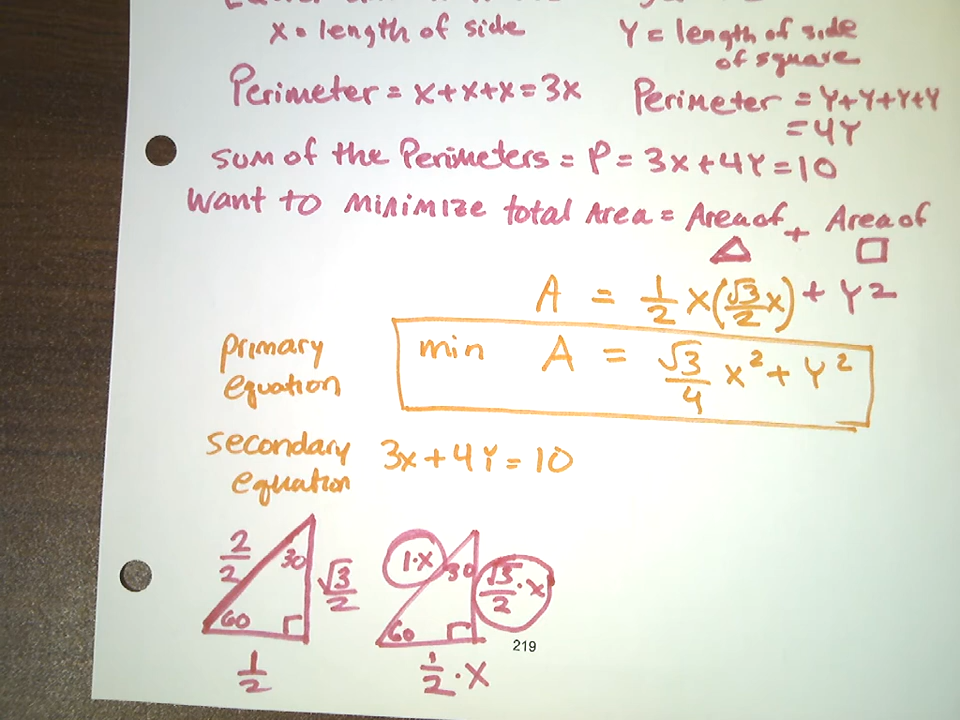 x = length of side
Y = length of side
of square
Perimeter = x+x+x=3x
Perimeter = Y+Y+Y+Y
=4Y
sum of the Perimeters = P = 3x+4Y=10
Want to minimize total Area = Area of + Area of
△ □
A = 1/2 x(√3/2 x) + Y2
primary
equation
min A = √3/4 x² + Y²
secondary
equation
3x+4Y=10
2/2 30 √3/2 60 1/2
1·x 30 √3/2·x 60 1/2·x
219